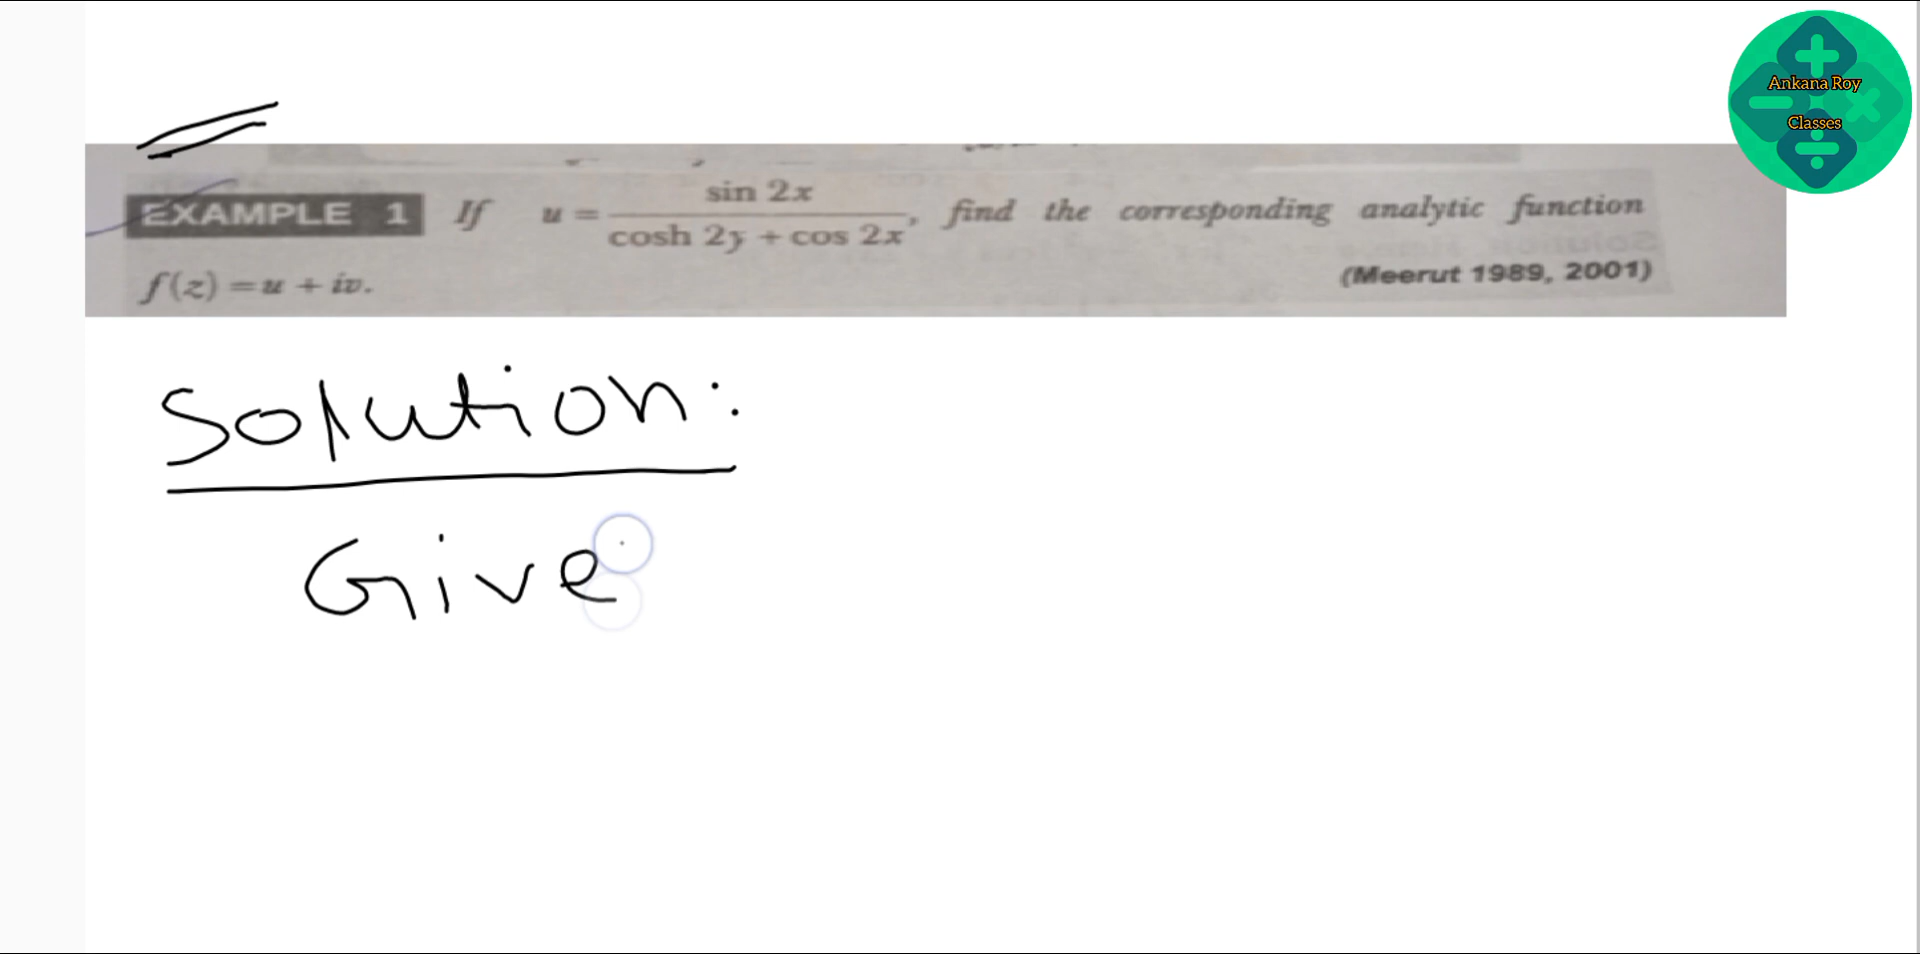 Ankana Roy
Classes
EXAMPLE 1 If u = sin 2x / cosh 2y + cos 2x, find the corresponding analytic function
f(z) = u + iv.
(Meerut 1989, 2001)
Solution:
Give